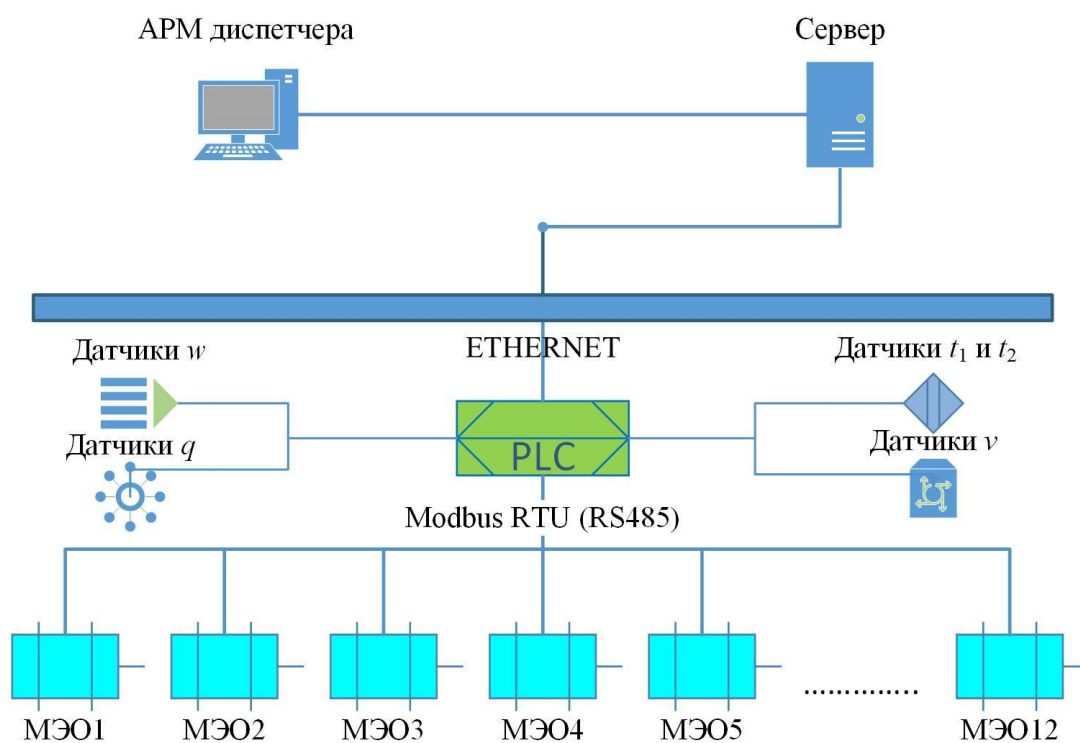 АРМ диспетчера
Сервер
ETHERNET
Датчики w
Датчики t1 и t2
Датчики q
Датчики v
PLC
Modbus RTU (RS485)
МЭО1
МЭО2
МЭО3
МЭО4
МЭО5
…………..
МЭО12